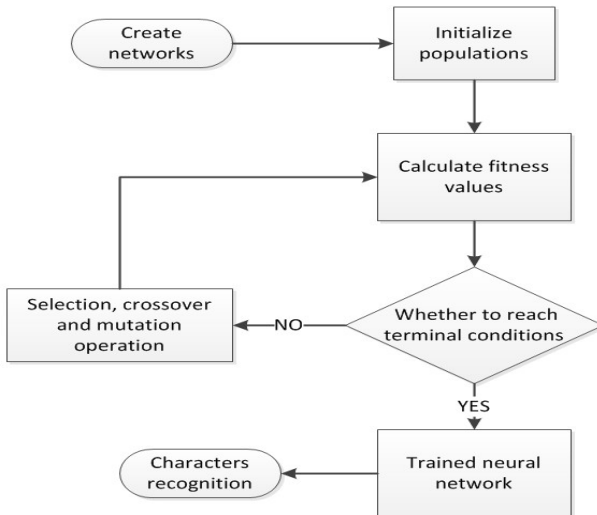 Create
networks
Initialize
populations
Calculate fitness
values
Whether to reach
terminal conditions
NO
Selection, crossover
and mutation
operation
YES
Trained neural
network
Characters
recognition